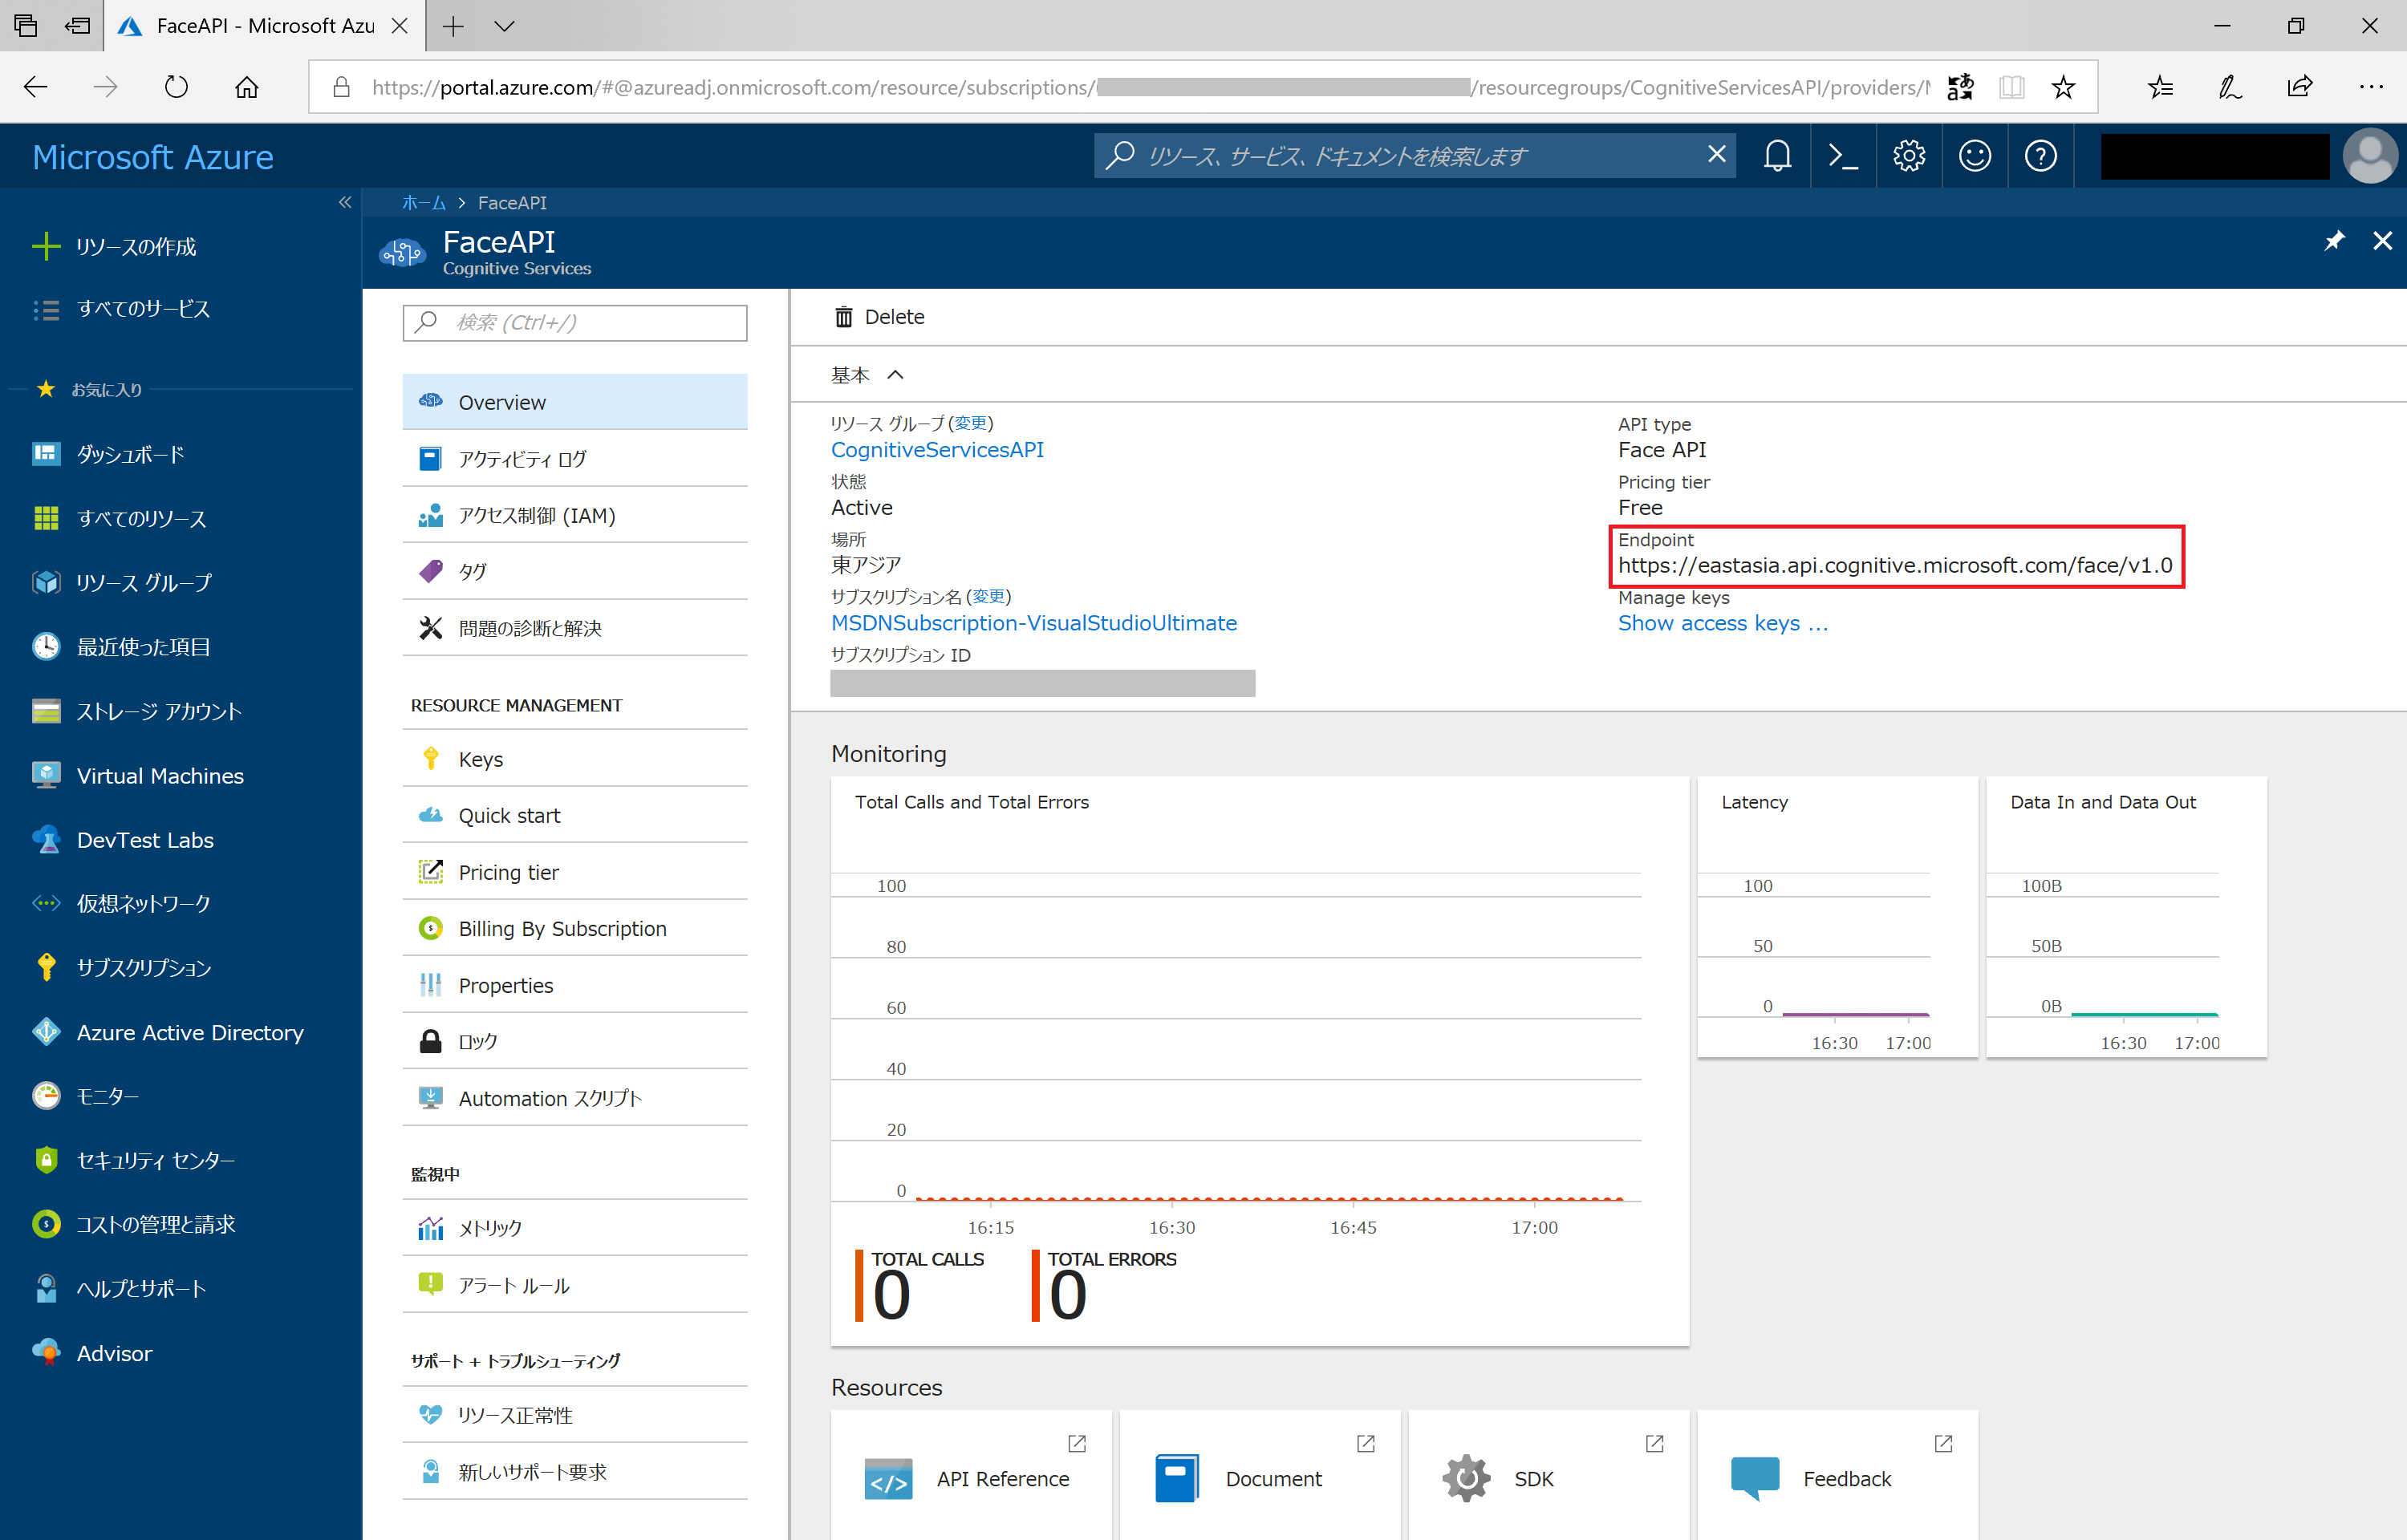 FaceAPI - Microsoft Azu
https://portal.azure.com/#@azureadj.onmicrosoft.com/resource/subscriptions/
/resourcegroups/CognitiveServicesAPI/providers/
Microsoft Azure
リソース、サービス、ドキュメントを検索します
ホーム > FaceAPI
FaceAPI
Cognitive Services
リソースの作成
すべてのサービス
お気に入り
ダッシュボード
すべてのリソース
リソース グループ
最近使った項目
ストレージ アカウント
Virtual Machines
DevTest Labs
仮想ネットワーク
サブスクリプション
Azure Active Directory
モニター
セキュリティ センター
コストの管理と請求
ヘルプとサポート
Advisor
検索 (Ctrl+/)
Overview
アクティビティ ログ
アクセス制御 (IAM)
タグ
問題の診断と解決
RESOURCE MANAGEMENT
Keys
Quick start
Pricing tier
Billing By Subscription
Properties
ロック
Automation スクリプト
監視中
メトリック
アラート ルール
サポート + トラブルシューティング
リソース正常性
新しいサポート要求
Delete
基本
リソース グループ (変更)
CognitiveServicesAPI
状態
Active
場所
東アジア
サブスクリプション名 (変更)
MSDNSubscription-VisualStudioUltimate
サブスクリプション ID
API type
Face API
Pricing tier
Free
Endpoint
https://eastasia.api.cognitive.microsoft.com/face/v1.0
Manage keys
Show access keys ...
Monitoring
Total Calls and Total Errors
100
80
60
40
20
0
16:15 16:30 16:45 17:00
TOTAL CALLS
0
TOTAL ERRORS
0
Latency
100
50
0
16:30 17:00
Data In and Data Out
100B
50B
0B
16:30 17:00
Resources
API Reference
Document
SDK
Feedback